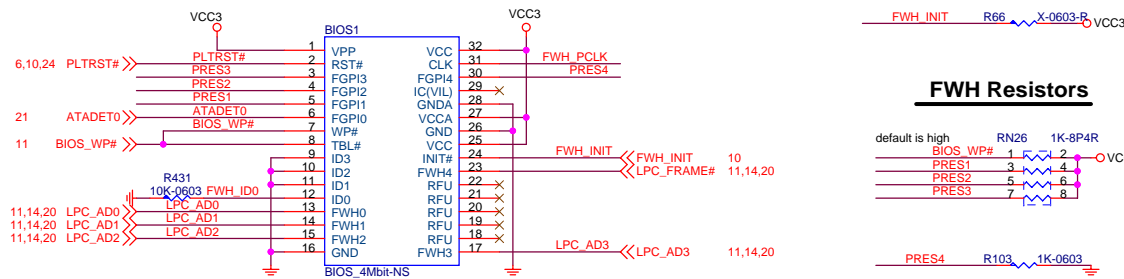 VCC3
VCC3
FWH_INIT R66 X-0603-R VCC3
BIOS1
1 VPP VCC 32
6,10,24 PLTRST# PLTRST# 2 RST# CLK 31 FWH_PCLK
PRES3 3 FGPI3 FGPI4 30 PRES4
PRES2 4 FGPI2 IC(VIL) 29
PRES1 5 FGPI1 GNDA 28
21 ATADET0 ATADET0 6 FGPI0 VCCA 27
BIOS_WP# 7 WP# GND 26
11 BIOS_WP# 8 TBL# VCC 25
9 ID3 INIT# 24 FWH_INIT FWH_INIT 10
10 ID2 FWH4 23 LPC_FRAME# 11,14,20
11 ID1 RFU 22
R431
10K-0603 FWH_ID0 12 ID0 RFU 21
11,14,20 LPC_AD0 LPC_AD0 13 FWH0 RFU 20
11,14,20 LPC_AD1 LPC_AD1 14 FWH1 RFU 19
11,14,20 LPC_AD2 LPC_AD2 15 FWH2 RFU 18
16 GND FWH3 17 LPC_AD3 LPC_AD3 11,14,20
BIOS_4Mbit-NS
FWH Resistors
default is high RN26 1K-8P4R
BIOS_WP# 1 2 VC
PRES1 3 4
PRES2 5 6
PRES3 7 8
PRES4 R103 1K-0603